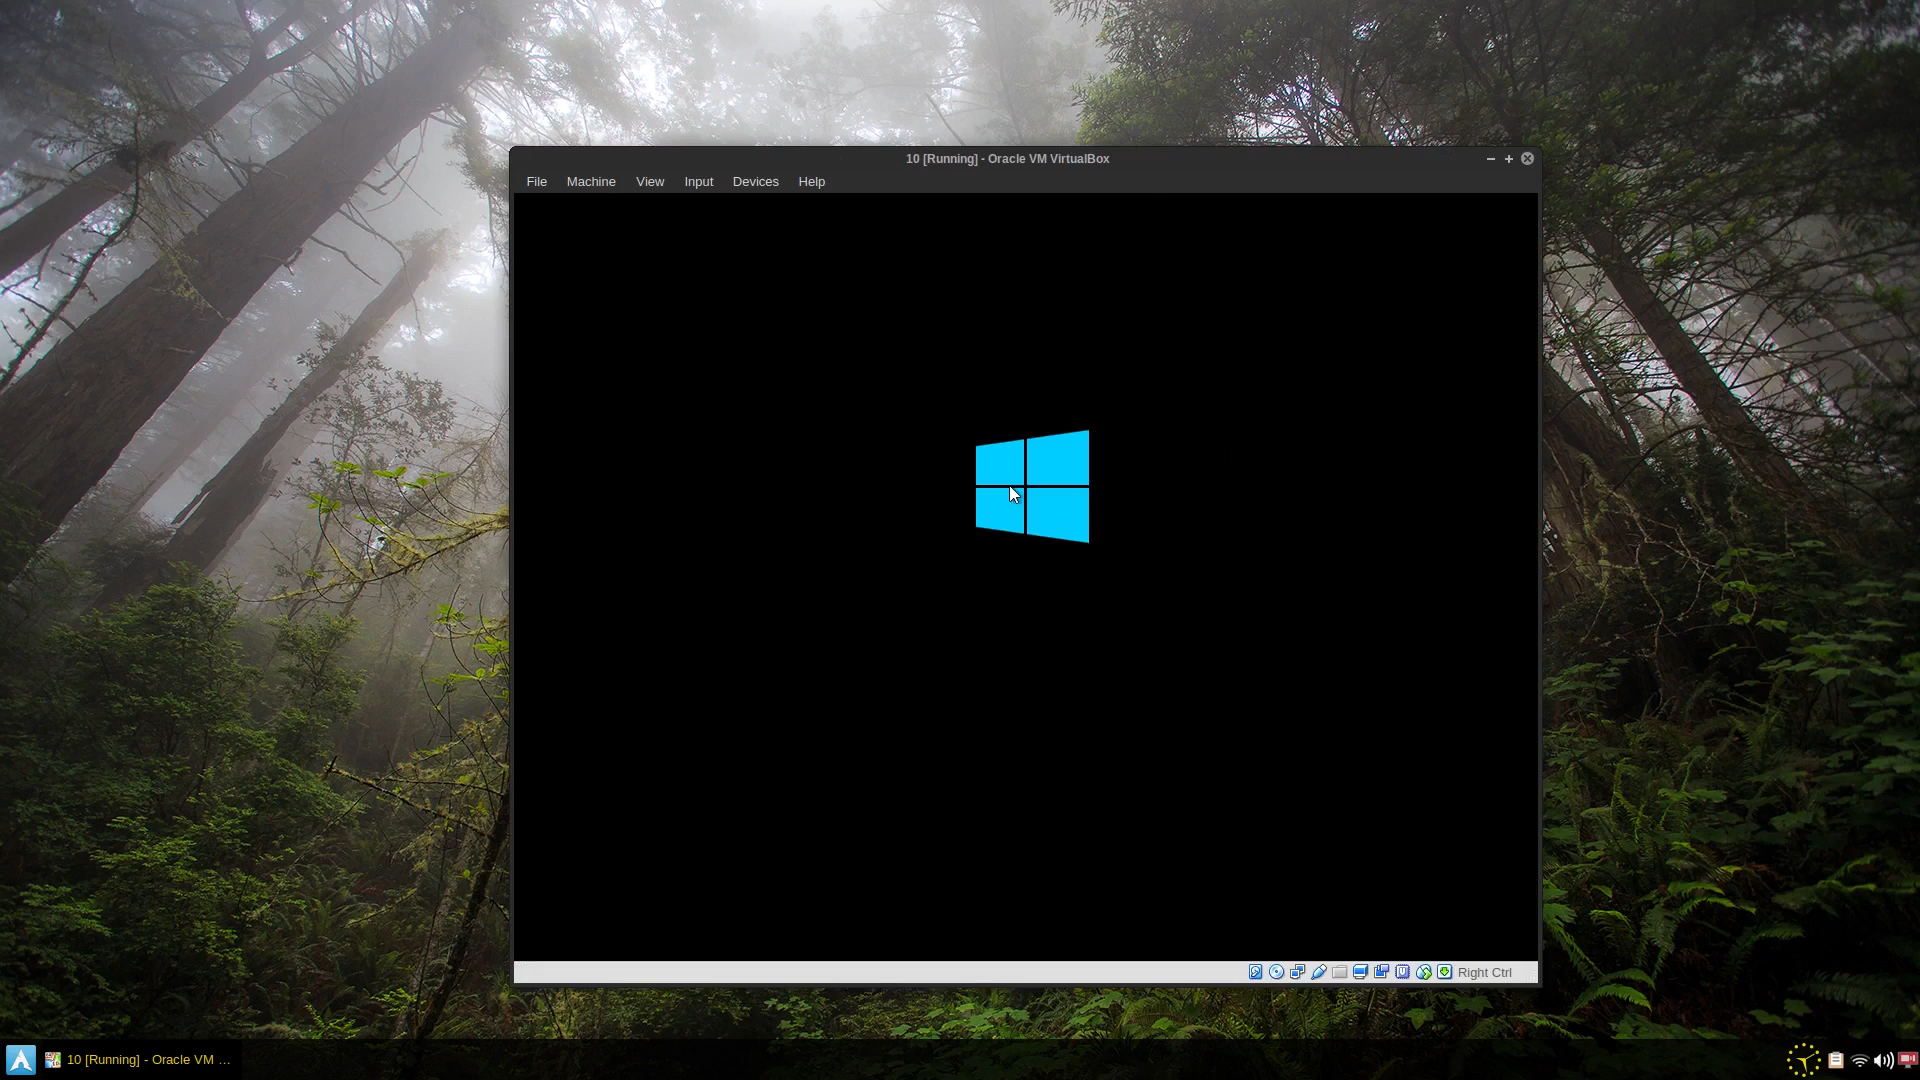 10 [Running] - Oracle VM VirtualBox
File Machine View Input Devices Help
Right Ctrl
10 [Running] - Oracle VM ...